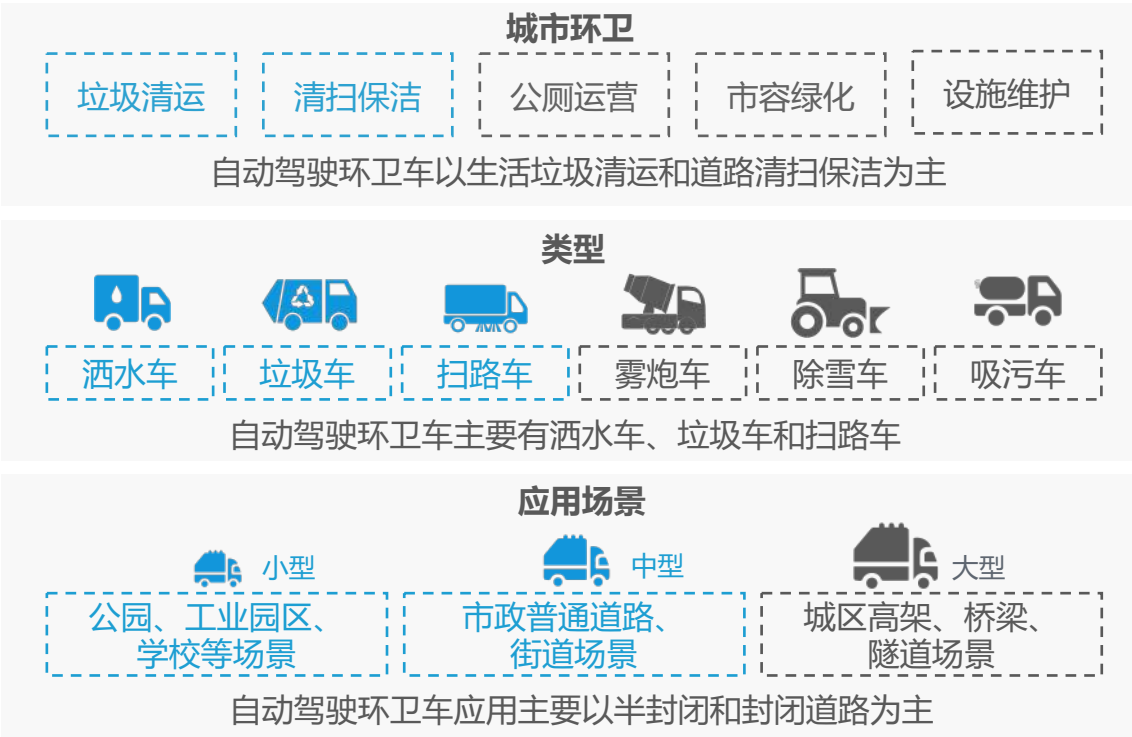 城市环卫
垃圾清运 清扫保洁 公厕运营 市容绿化 设施维护
自动驾驶环卫车以生活垃圾清运和道路清扫保洁为主
类型
洒水车 垃圾车 扫路车 雾炮车 除雪车 吸污车
自动驾驶环卫车主要有洒水车、垃圾车和扫路车
应用场景
小型 中型 大型
公园、工业园区、 市政普通道路、 城区高架、桥梁、
学校等场景 街道场景 隧道场景
自动驾驶环卫车应用主要以半封闭和封闭道路为主